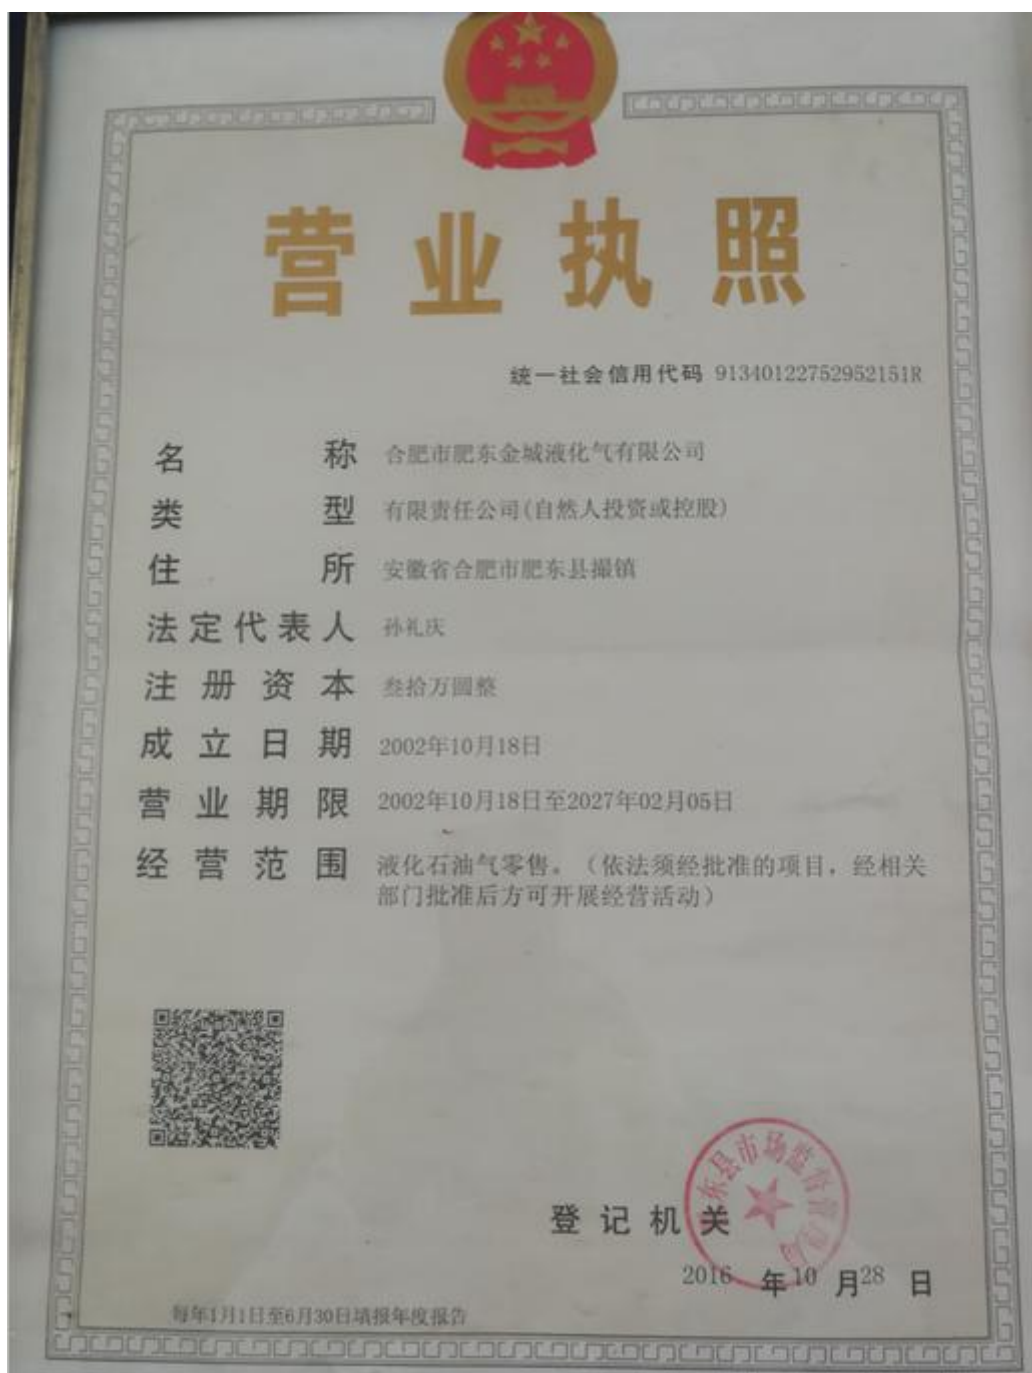 营业执照
统一社会信用代码 91340122752952151R
名称 合肥市肥东金城液化气有限公司
类型 有限责任公司(自然人投资或控股)
住所 安徽省合肥市肥东县撮镇
法定代表人 孙礼庆
注册资本 叁拾万圆整
成立日期 2002年10月18日
营业期限 2002年10月18日至2027年02月05日
经营范围 液化石油气零售。（依法须经批准的项目，经相关
部门批准后方可开展经营活动）
东县市场监督管理局
登记机关
2016 年 10 月 28 日
每年1月1日至6月30日填报年度报告